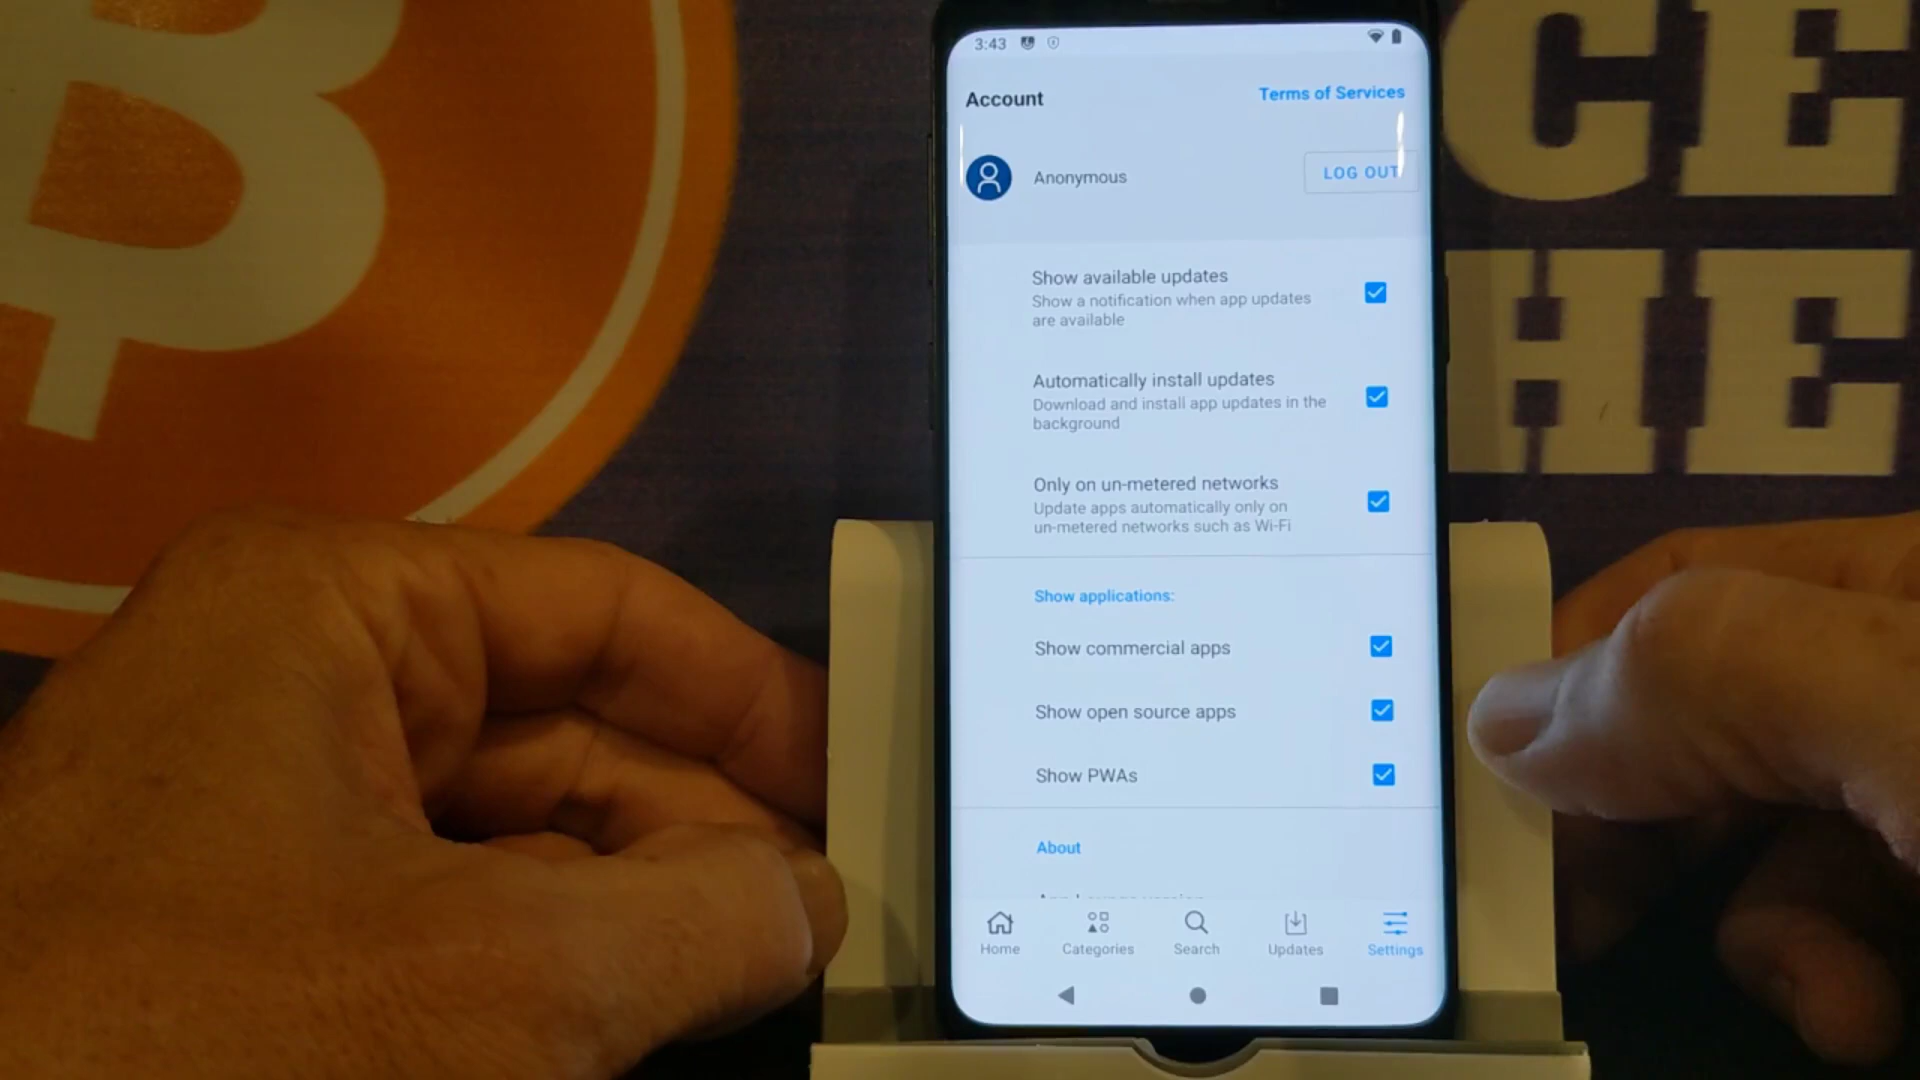 3:43
Account
Terms of Services
Anonymous
LOG OUT
Show available updates
Show a notification when app updates
are available
Automatically install updates
Download and install app updates in the
background
Only on un-metered networks
Update apps automatically only on
un-metered networks such as Wi-Fi
Show applications:
Show commercial apps
Show open source apps
Show PWAs
About
Home
Categories
Search
Updates
Settings
CE
HE